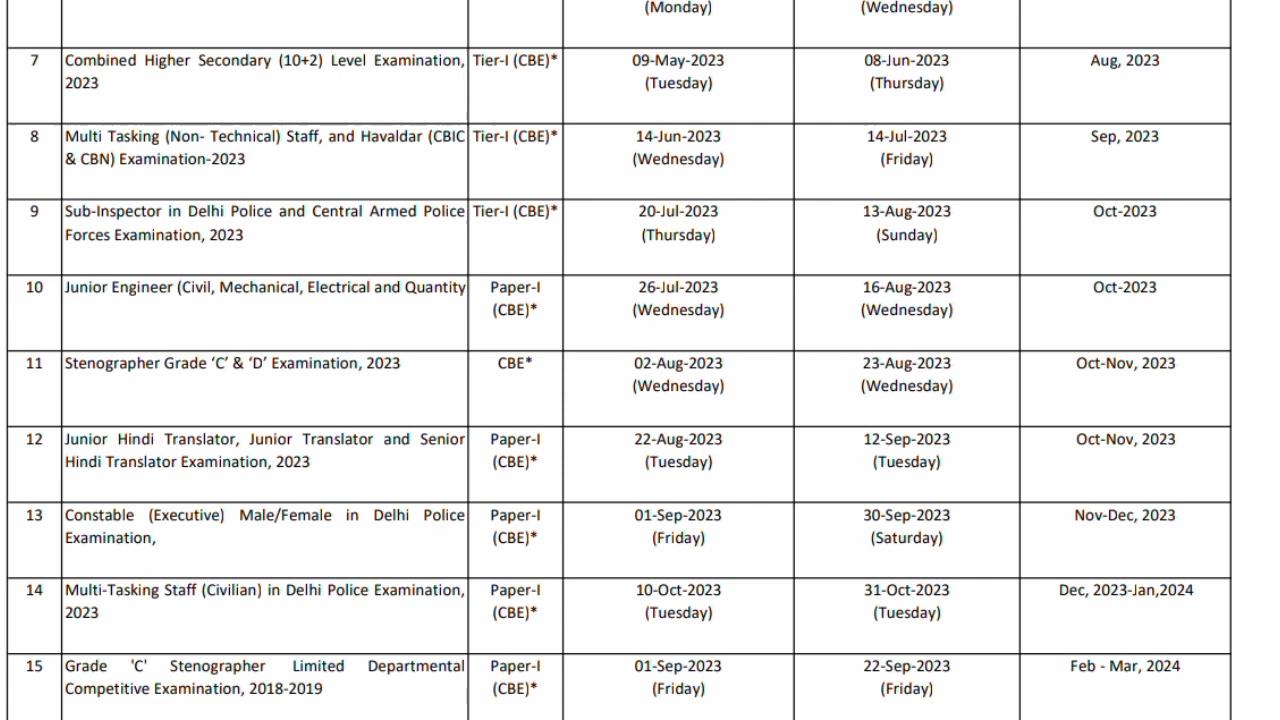 (Monday) (Wednesday)
7 Combined Higher Secondary (10+2) Level Examination, Tier-I (CBE)* 09-May-2023 08-Jun-2023 Aug, 2023
2023 (Tuesday) (Thursday)
8 Multi Tasking (Non- Technical) Staff, and Havaldar (CBIC Tier-I (CBE)* 14-Jun-2023 14-Jul-2023 Sep, 2023
& CBN) Examination-2023 (Wednesday) (Friday)
9 Sub-Inspector in Delhi Police and Central Armed Police Tier-I (CBE)* 20-Jul-2023 13-Aug-2023 Oct-2023
Forces Examination, 2023 (Thursday) (Sunday)
10 Junior Engineer (Civil, Mechanical, Electrical and Quantity Paper-I 26-Jul-2023 16-Aug-2023 Oct-2023
(CBE)* (Wednesday) (Wednesday)
11 Stenographer Grade ‘C’ & ‘D’ Examination, 2023 CBE* 02-Aug-2023 23-Aug-2023 Oct-Nov, 2023
(Wednesday) (Wednesday)
12 Junior Hindi Translator, Junior Translator and Senior Paper-I 22-Aug-2023 12-Sep-2023 Oct-Nov, 2023
Hindi Translator Examination, 2023 (CBE)* (Tuesday) (Tuesday)
13 Constable (Executive) Male/Female in Delhi Police Paper-I 01-Sep-2023 30-Sep-2023 Nov-Dec, 2023
Examination, (CBE)* (Friday) (Saturday)
14 Multi-Tasking Staff (Civilian) in Delhi Police Examination, Paper-I 10-Oct-2023 31-Oct-2023 Dec, 2023-Jan,2024
2023 (CBE)* (Tuesday) (Tuesday)
15 Grade 'C' Stenographer Limited Departmental Paper-I 01-Sep-2023 22-Sep-2023 Feb - Mar, 2024
Competitive Examination, 2018-2019 (CBE)* (Friday) (Friday)